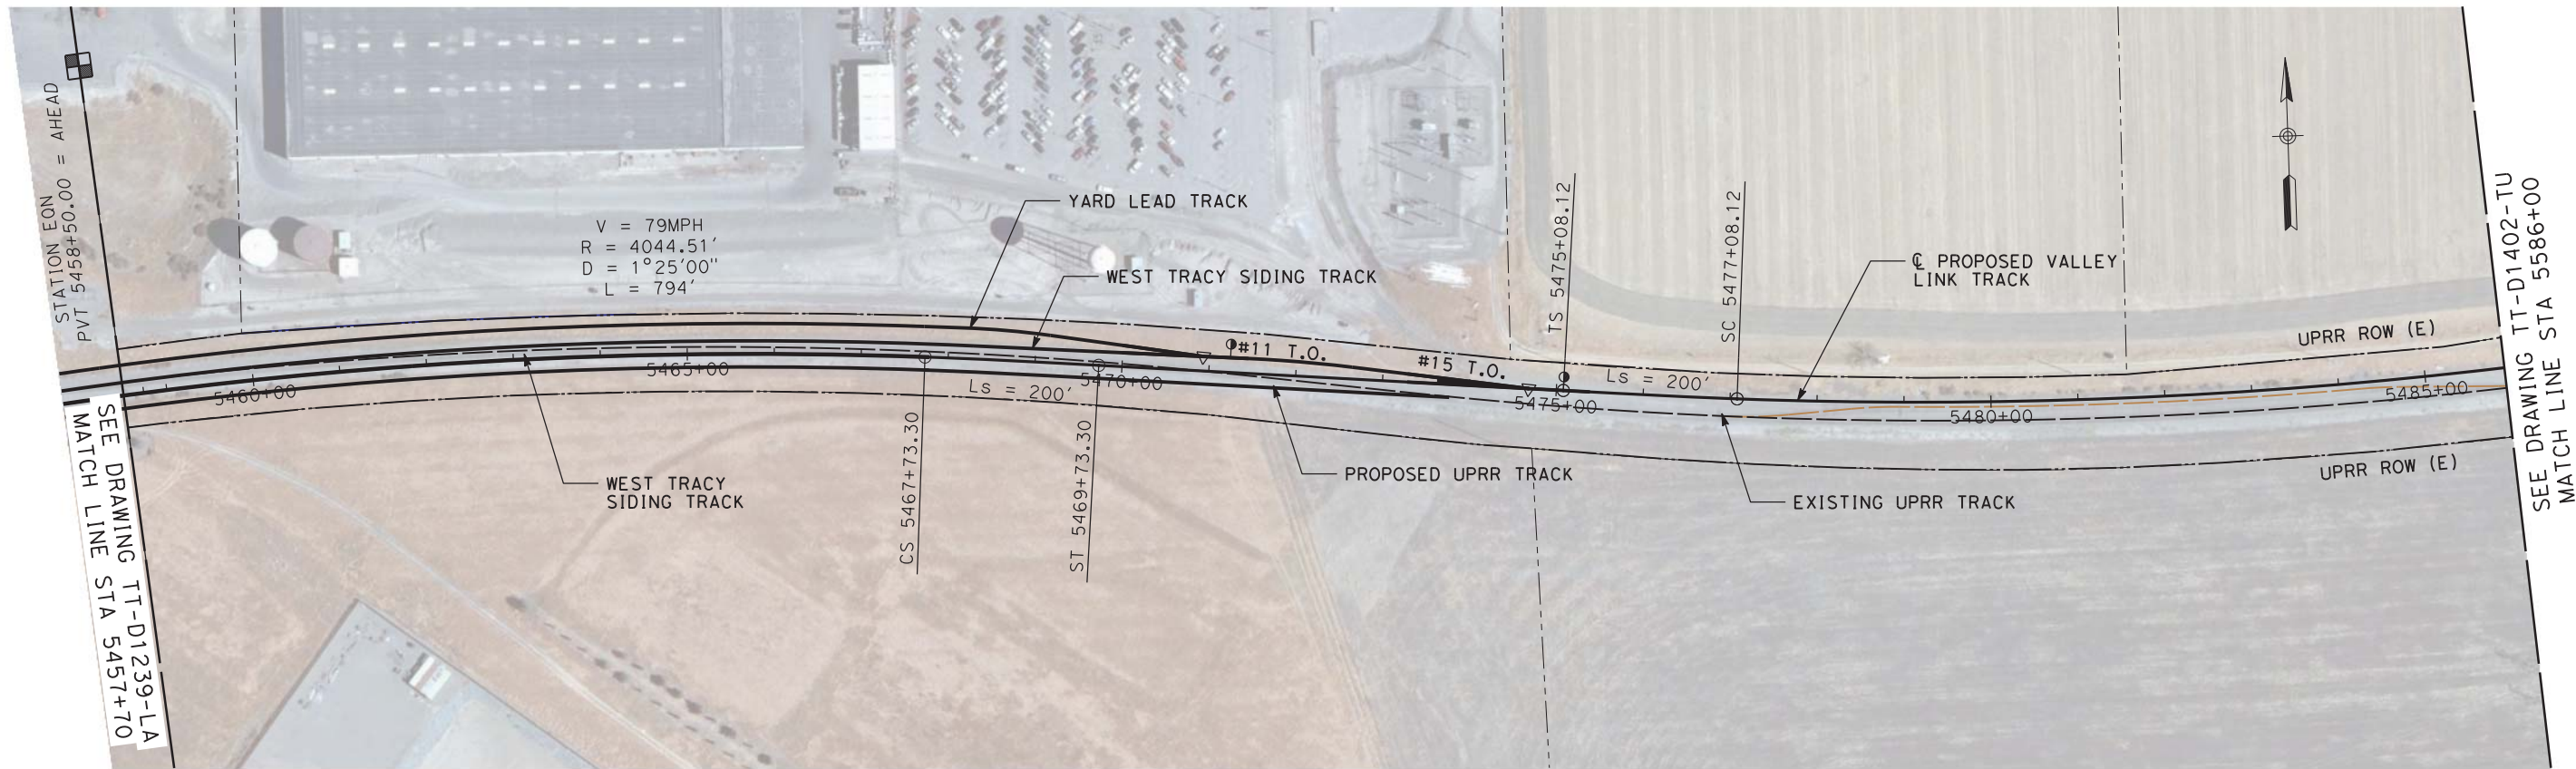 STATION EQN
PVT 5458+50.00 = AHEAD
V = 79MPH
R = 4044.51'
D = 1°25'00"
L = 794'
YARD LEAD TRACK
WEST TRACY SIDING TRACK
#11 T.O.
#15 T.O.
TS 5475+08.12
SC 5477+08.12
℄ PROPOSED VALLEY
LINK TRACK
UPRR ROW (E)
5460+00
5465+00
5470+00
5475+00
5480+00
5485+00
Ls = 200'
Ls = 200'
WEST TRACY
SIDING TRACK
CS 5467+73.30
ST 5469+73.30
PROPOSED UPRR TRACK
EXISTING UPRR TRACK
UPRR ROW (E)
SEE DRAWING TT-D1239-LA
MATCH LINE STA 5457+70
SEE DRAWING TT-D1402-TU
MATCH LINE STA 5586+00